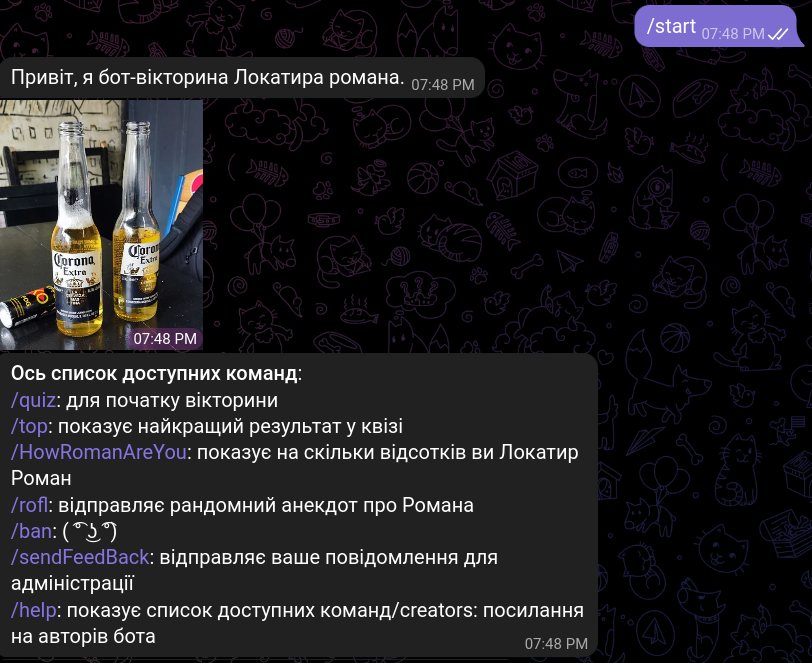 /start 07:48 PM
Привіт, я бот-вікторина Локатира романа. 07:48 PM
Corona Corona
Extra Extra
07:48 PM
Ось список доступних команд:
/quiz: для початку вікторини
/top: показує найкращий результат у квізі
/HowRomanAreYou: показує на скільки відсотків ви Локатир
Роман
/rofl: відправляє рандомний анекдот про Романа
/ban: ( ͡° ͜ʖ ͡°)
/sendFeedBack: відправляє ваше повідомлення для
адміністрації
/help: показує список доступних команд/creators: посилання
на авторів бота
07:48 PM